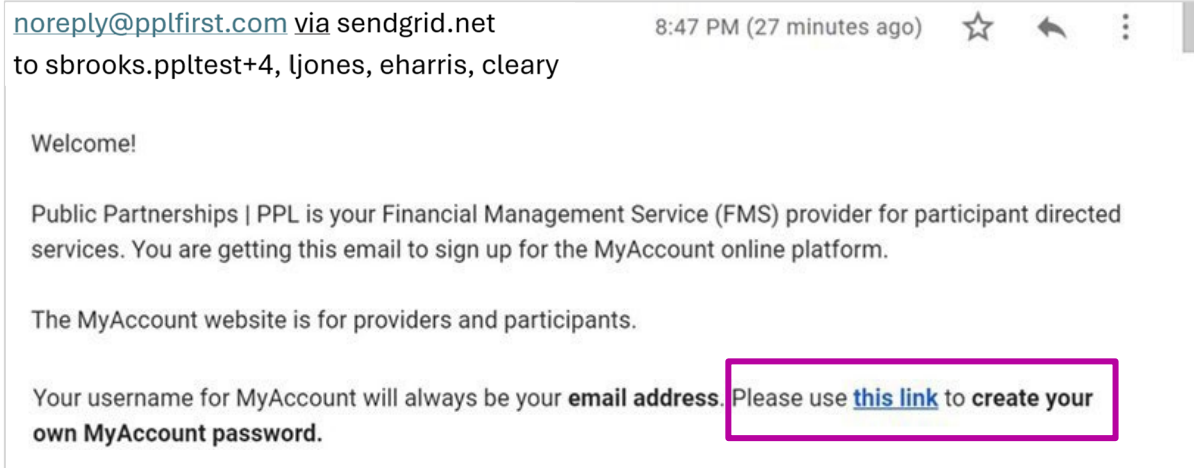 noreply@pplfirst.com via sendgrid.net 8:47 PM (27 minutes ago)
to sbrooks.ppltest+4, ljones, eharris, cleary
Welcome!
Public Partnerships | PPL is your Financial Management Service (FMS) provider for participant directed
services. You are getting this email to sign up for the MyAccount online platform.
The MyAccount website is for providers and participants.
Your username for MyAccount will always be your email address. Please use this link to create your
own MyAccount password.